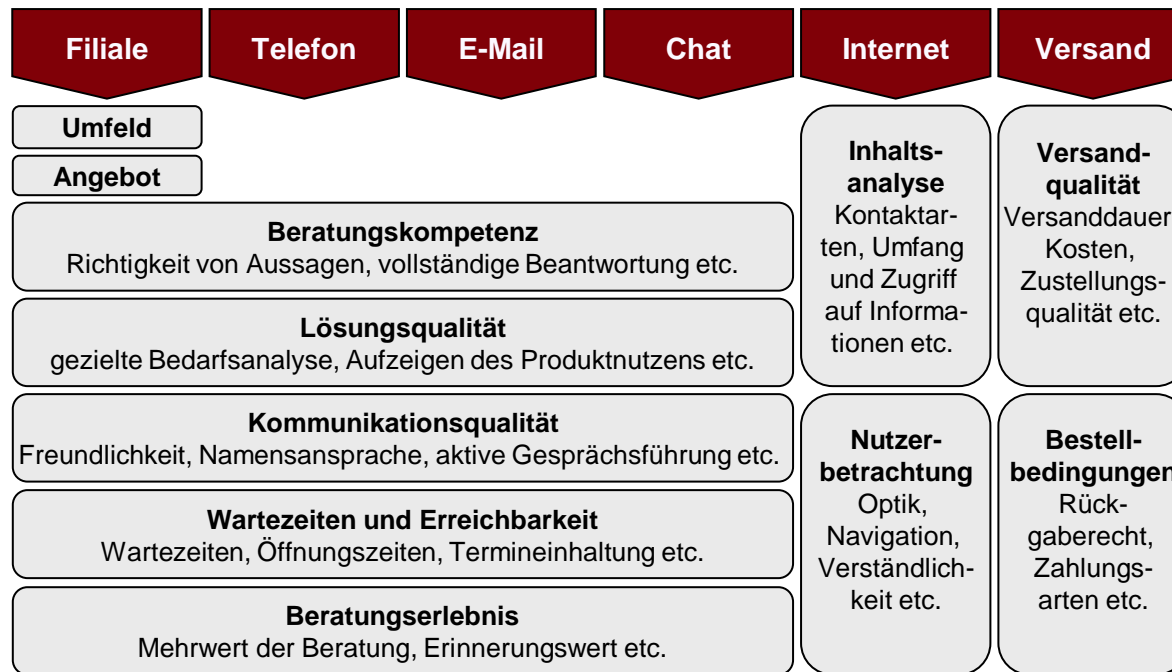 Filiale
Telefon
E-Mail
Chat
Internet
Versand
Umfeld
Angebot
Beratungskompetenz
Richtigkeit von Aussagen, vollständige Beantwortung etc.
Lösungsqualität
gezielte Bedarfsanalyse, Aufzeigen des Produktnutzens etc.
Kommunikationsqualität
Freundlichkeit, Namensansprache, aktive Gesprächsführung etc.
Wartezeiten und Erreichbarkeit
Wartezeiten, Öffnungszeiten, Termineinhaltung etc.
Beratungserlebnis
Mehrwert der Beratung, Erinnerungswert etc.
Inhalts-
analyse
Kontaktar-
ten, Umfang
und Zugriff
auf Informa-
tionen etc.
Nutzer-
betrachtung
Optik,
Navigation,
Verständlich-
keit etc.
Versand-
qualität
Versanddauer
Kosten,
Zustellungs-
qualität etc.
Bestell-
bedingungen
Rück-
gaberecht,
Zahlungs-
arten etc.